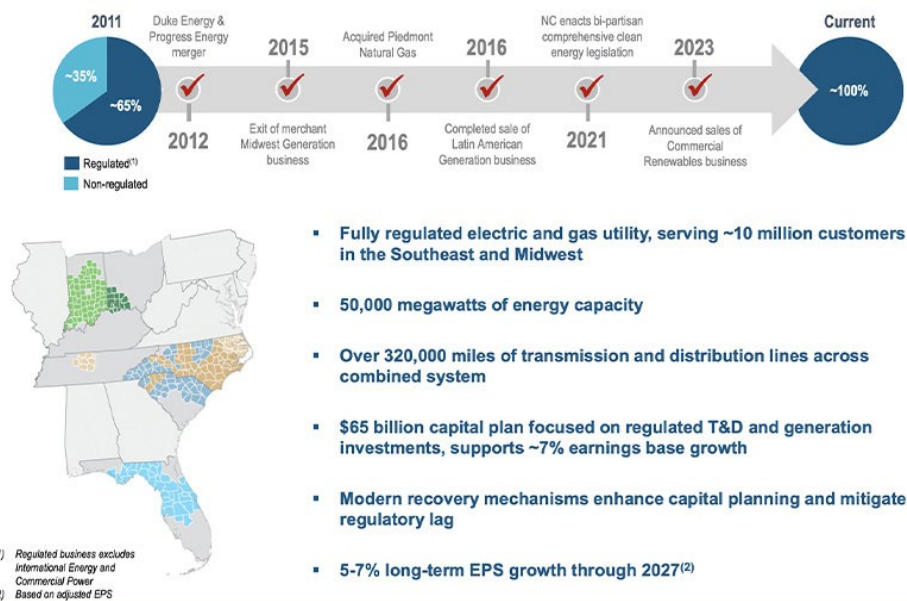 2011
Duke Energy &
Progress Energy
merger
2015
Acquired Piedmont
Natural Gas
2016
NC enacts bi-partisan
comprehensive clean
energy legislation
2023
Current
~35%
~65%
~100%
2012
Exit of merchant
Midwest Generation
business
2016
Completed sale of
Latin American
Generation business
2021
Announced sales of
Commercial
Renewables business
Regulated(1)
Non-regulated
▪ Fully regulated electric and gas utility, serving ~10 million customers
in the Southeast and Midwest
▪ 50,000 megawatts of energy capacity
▪ Over 320,000 miles of transmission and distribution lines across
combined system
▪ $65 billion capital plan focused on regulated T&D and generation
investments, supports ~7% earnings base growth
▪ Modern recovery mechanisms enhance capital planning and mitigate
regulatory lag
▪ 5-7% long-term EPS growth through 2027(2)
1) Regulated business excludes
International Energy and
Commercial Power
2) Based on adjusted EPS